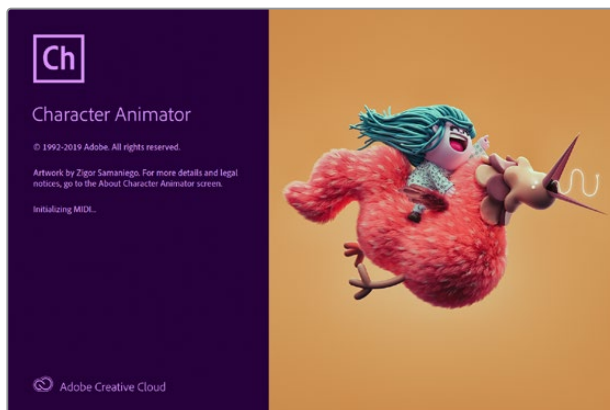 Ch
Character Animator
© 1992-2019 Adobe. All rights reserved.
Artwork by Zigor Samaniego. For more details and legal
notices, go to the About Character Animator screen.
Initializing MIDI...
Adobe Creative Cloud